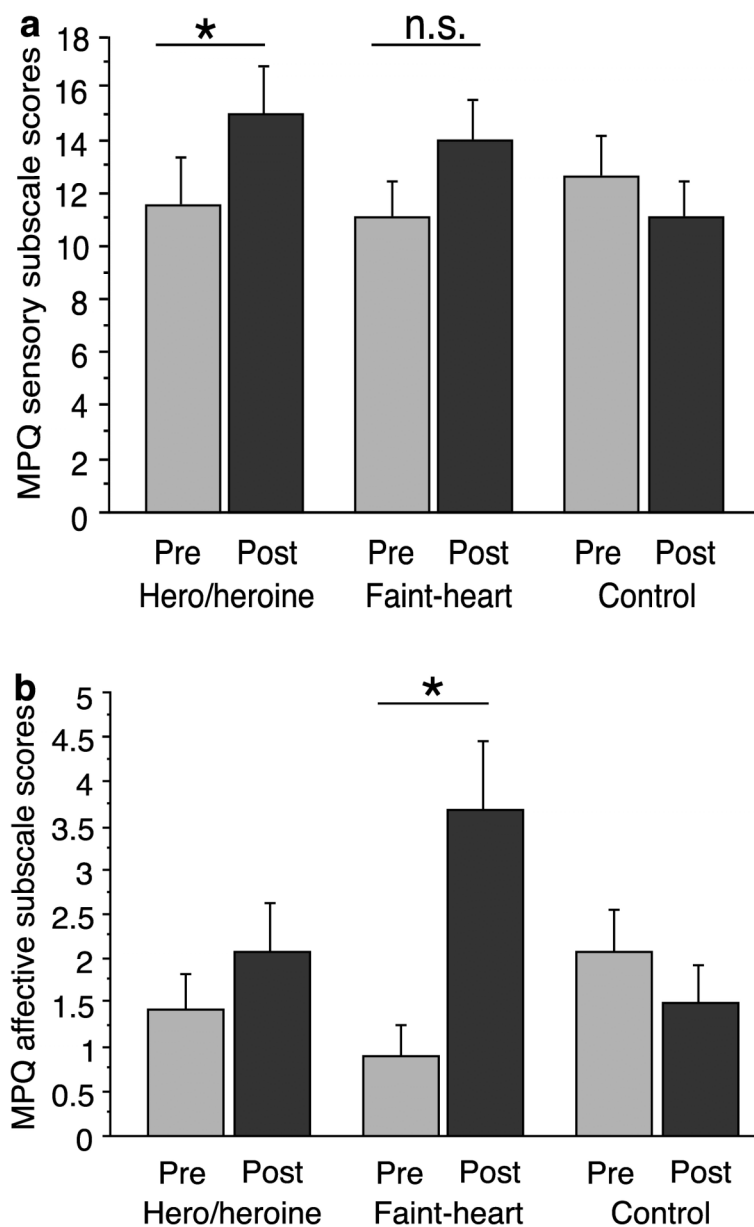 a
MPQ sensory subscale scores
18
16
14
12
10
8
6
4
2
0
*
n.s.
Pre Post Pre Post Pre Post
Hero/heroine Faint-heart Control
b
MPQ affective subscale scores
5
4.5
4
3.5
3
2.5
2
1.5
1
0.5
0
*
Pre Post Pre Post Pre Post
Hero/heroine Faint-heart Control